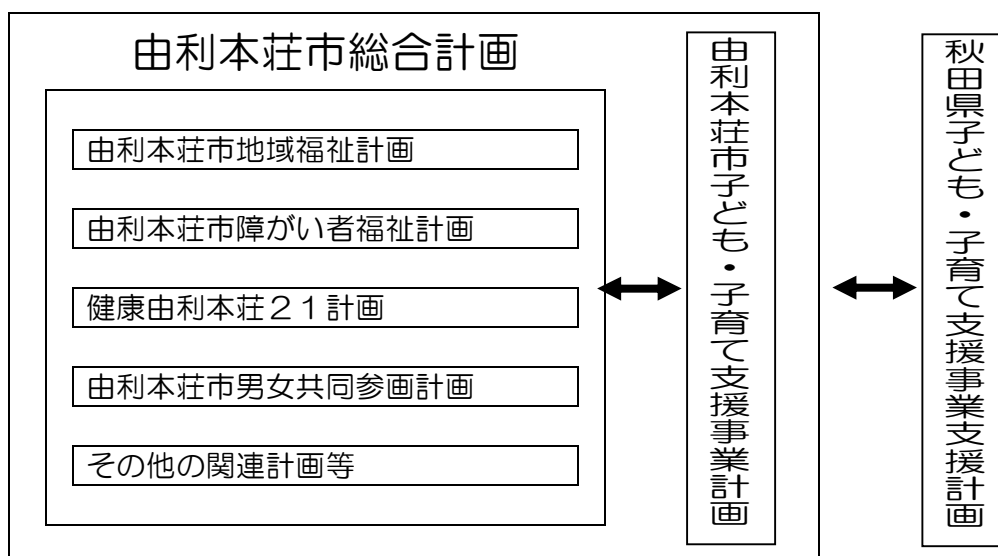 由利本荘市総合計画
由利本荘市地域福祉計画
由利本荘市障がい者福祉計画
健康由利本荘２１計画
由利本荘市男女共同参画計画
その他の関連計画等
由利本荘市子ども・子育て支援事業計画
秋田県子ども・子育て支援事業支援計画